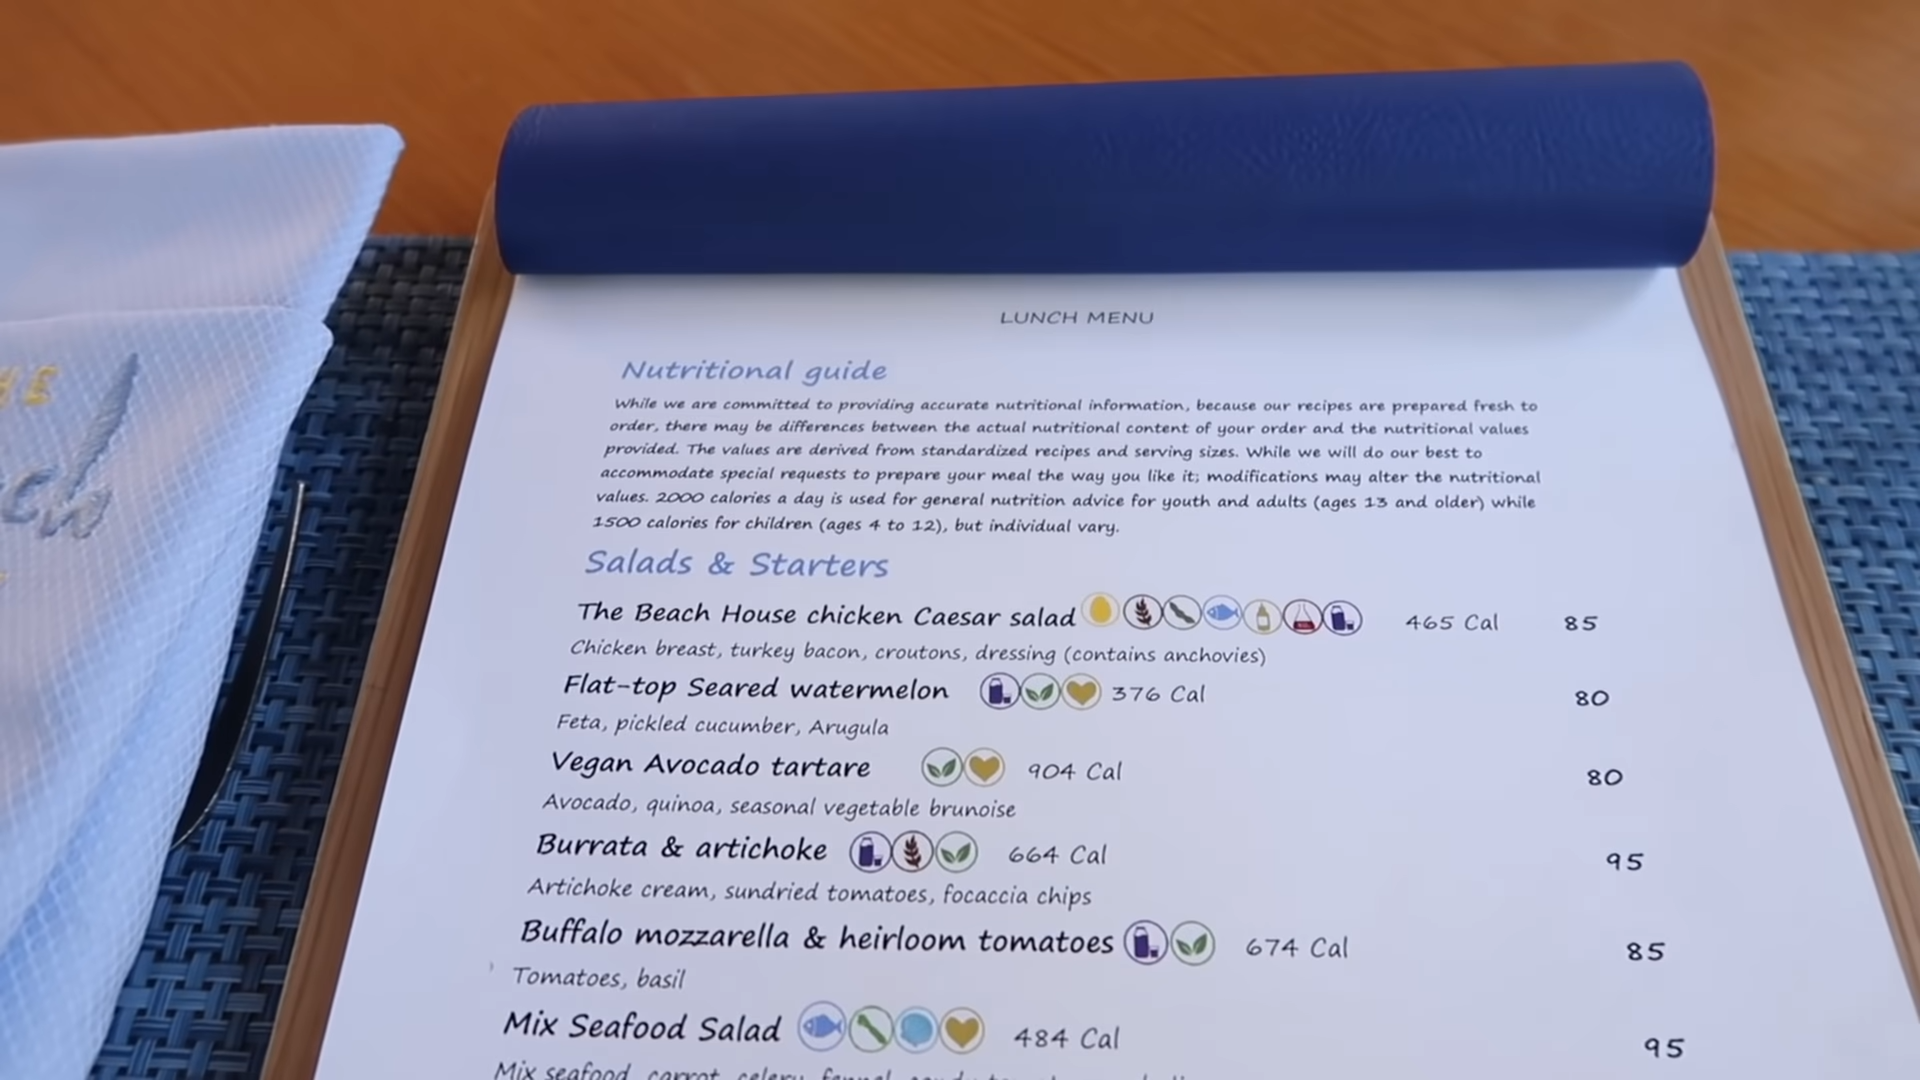 LUNCH MENU
Nutritional guide
While we are committed to providing accurate nutritional information, because our recipes are prepared fresh to
order, there may be differences between the actual nutritional content of your order and the nutritional values
provided. The values are derived from standardized recipes and serving sizes. While we will do our best to
accommodate special requests to prepare your meal the way you like it; modifications may alter the nutritional
values. 2000 calories a day is used for general nutrition advice for youth and adults (ages 13 and older) while
1500 calories for children (ages 4 to 12), but individual vary.
Salads & Starters
The Beach House chicken Caesar salad 465 Cal 85
Chicken breast, turkey bacon, croutons, dressing (contains anchovies)
Flat-top Seared watermelon 376 Cal 80
Feta, pickled cucumber, Arugula
Vegan Avocado tartare 904 Cal 80
Avocado, quinoa, seasonal vegetable brunoise
Burrata & artichoke 664 Cal 95
Artichoke cream, sundried tomatoes, focaccia chips
Buffalo mozzarella & heirloom tomatoes 674 Cal 85
Tomatoes, basil
Mix Seafood Salad 484 Cal 95
Mix seafood, carrot, celery, fennel